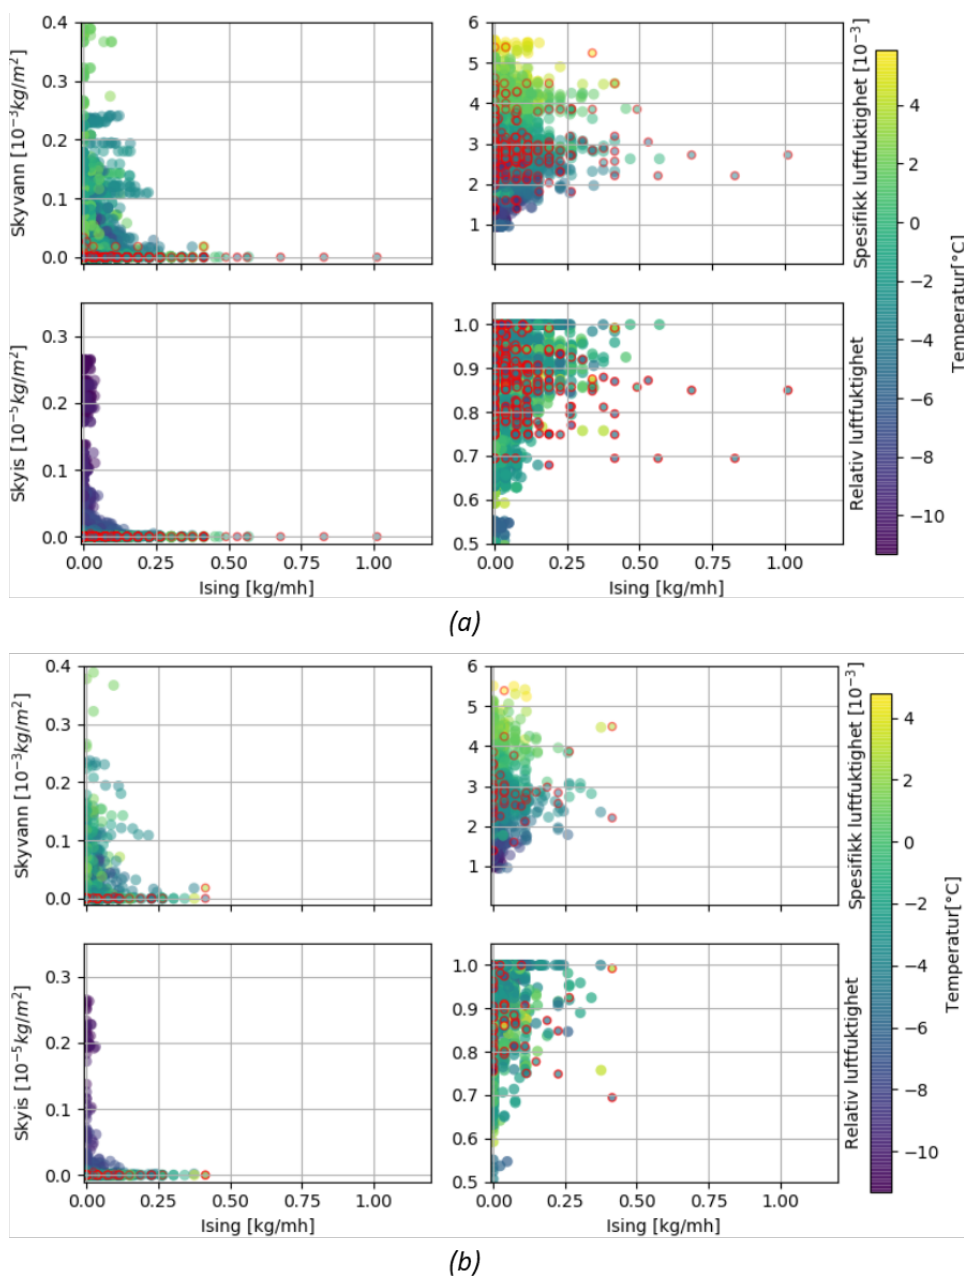 0.4
0.3
0.2
0.1
0.0
Skyvann [10⁻³kg/m²]
6
5
4
3
2
1
Spesifikk luftfuktighet [10⁻³]
0.3
0.2
0.1
0.0
Skyis [10⁻⁵kg/m²]
0.00 0.25 0.50 0.75 1.00
Ising [kg/mh]
1.0
0.9
0.8
0.7
0.6
0.5
Relativ luftfuktighet
0.00 0.25 0.50 0.75 1.00
Ising [kg/mh]
4
2
0
−2
−4
−6
−8
−10
Temperatur[°C]
(a)
0.4
0.3
0.2
0.1
0.0
Skyvann [10⁻³kg/m²]
6
5
4
3
2
1
Spesifikk luftfuktighet [10⁻³]
0.3
0.2
0.1
0.0
Skyis [10⁻⁵kg/m²]
0.00 0.25 0.50 0.75 1.00
Ising [kg/mh]
1.0
0.9
0.8
0.7
0.6
0.5
Relativ luftfuktighet
0.00 0.25 0.50 0.75 1.00
Ising [kg/mh]
4
2
0
−2
−4
−6
−8
−10
Temperatur[°C]
(b)